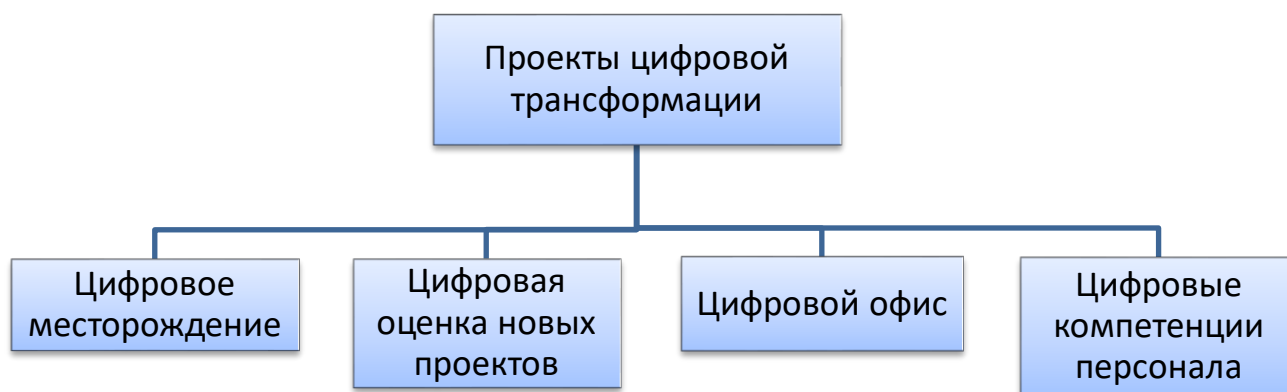 Проекты цифровой
трансформации
Цифровое
месторождение
Цифровая
оценка новых
проектов
Цифровой офис
Цифровые
компетенции
персонала